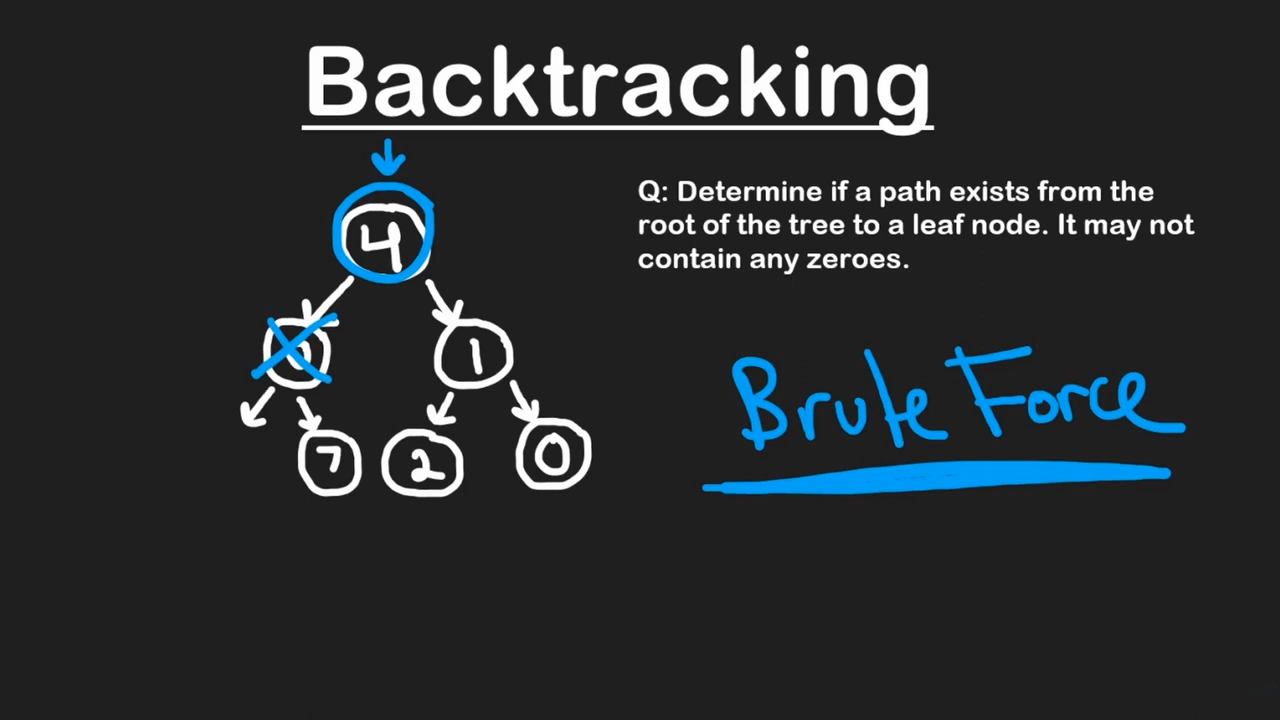 Backtracking
Q: Determine if a path exists from the
root of the tree to a leaf node. It may not
contain any zeroes.
4
0 1
7 2 0
Brute Force